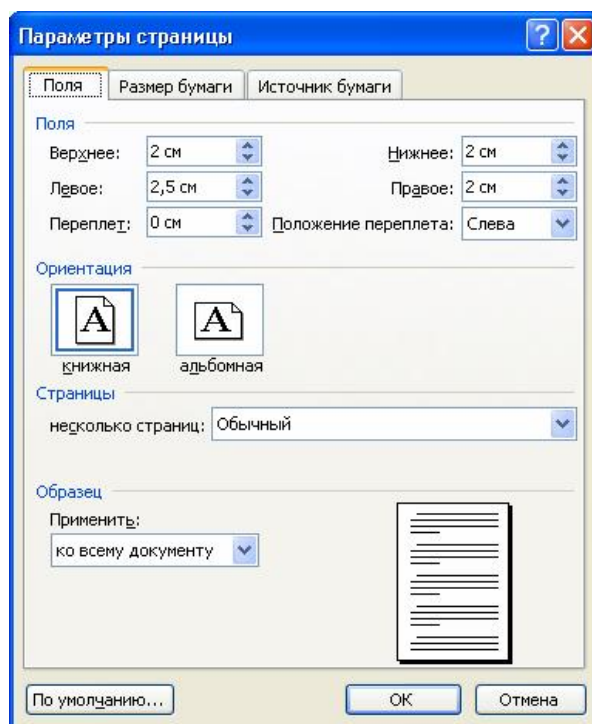 Параметры страницы
Поля Размер бумаги Источник бумаги
Поля
Верхнее: 2 см Нижнее: 2 см
Левое: 2,5 см Правое: 2 см
Переплет: 0 см Положение переплета: Слева
Ориентация
A A
книжная альбомная
Страницы
несколько страниц: Обычный
Образец
Применить:
ко всему документу
По умолчанию... ОК Отмена